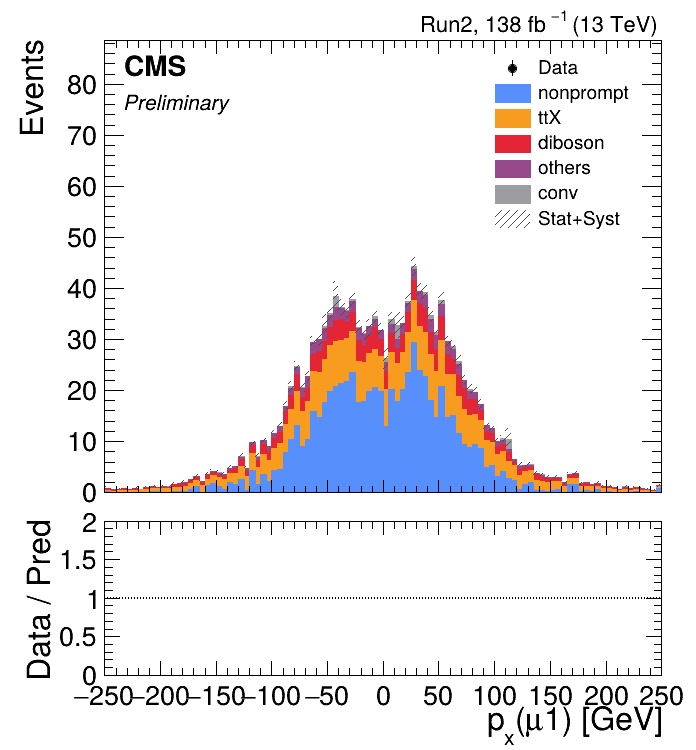 Run2, 138 fb⁻¹ (13 TeV)
CMS
Preliminary
Data
nonprompt
ttX
diboson
others
conv
Stat+Syst
Events
80
70
60
50
40
30
20
10
0
Data / Pred
2
1.5
1
0.5
0
−250 −200 −150 −100 −50 0 50 100 150 200 250
pₓ(μ1) [GeV]